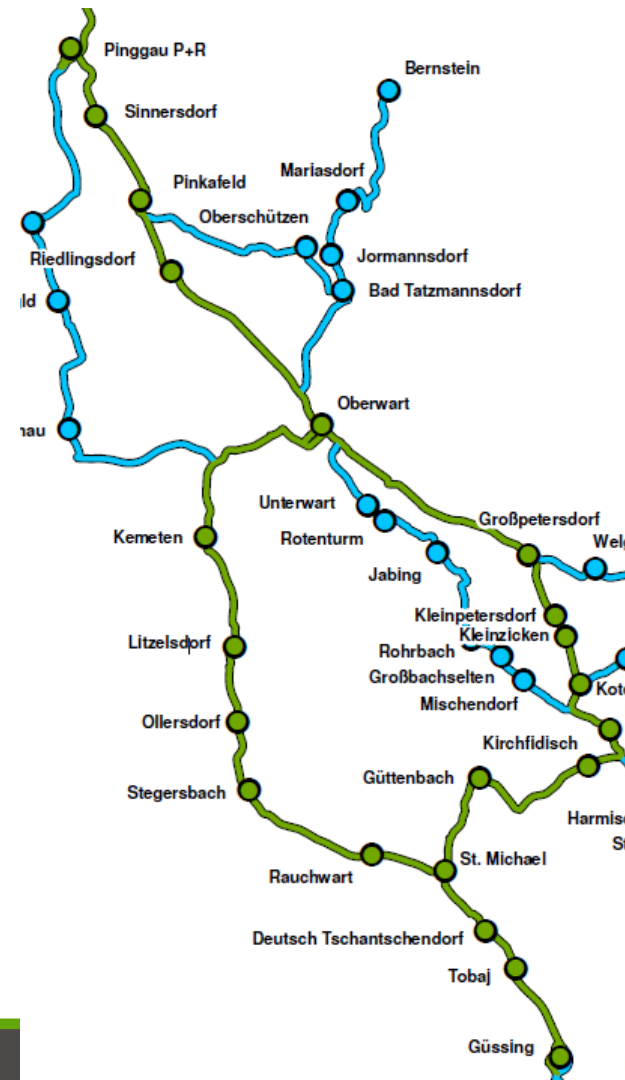 Pinggau P+R
Bernstein
Sinnersdorf
Mariasdorf
Pinkafeld
Oberschützen
Riedlingsdorf
Jormannsdorf
Bad Tatzmannsdorf
Oberwart
Unterwart
Großpetersdorf
Kemeten
Rotenturm
Jabing
Kleinpetersdorf
Kleinzicken
Litzelsdorf
Rohrbach
Großbachselten
Mischendorf
Ollersdorf
Kirchfidisch
Güttenbach
Stegersbach
St. Michael
Rauchwart
Deutsch Tschantschendorf
Tobaj
Güssing